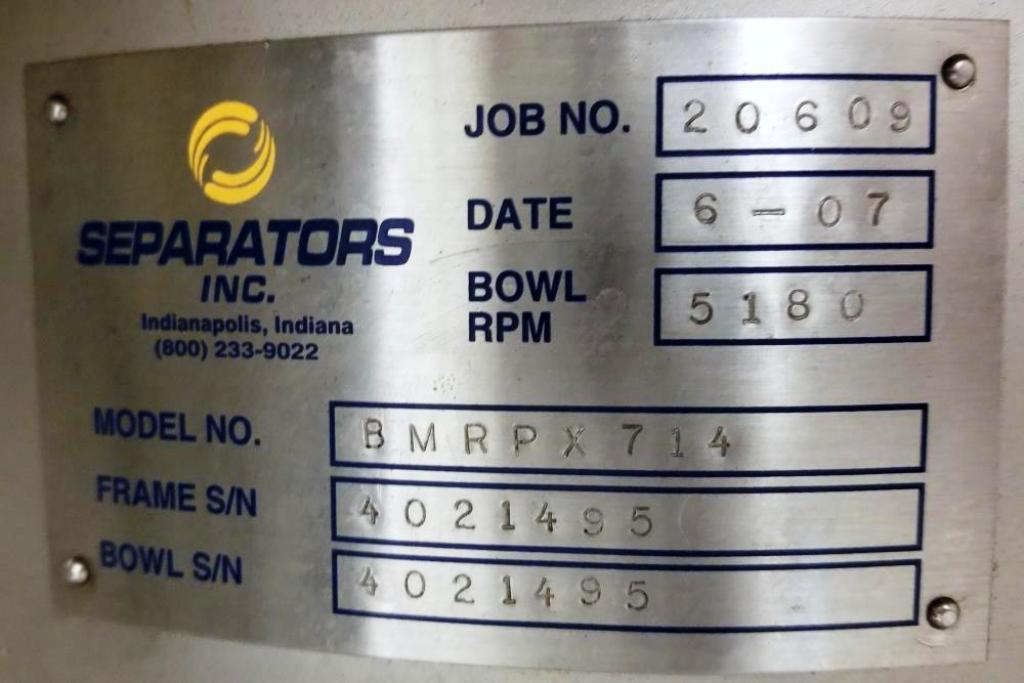 SEPARATORS
INC.
Indianapolis, Indiana
(800) 233-9022
JOB NO. 20609
DATE 6-07
BOWL
RPM 5180
MODEL NO. BMRPX714
FRAME S/N 4021495
BOWL S/N 4021495